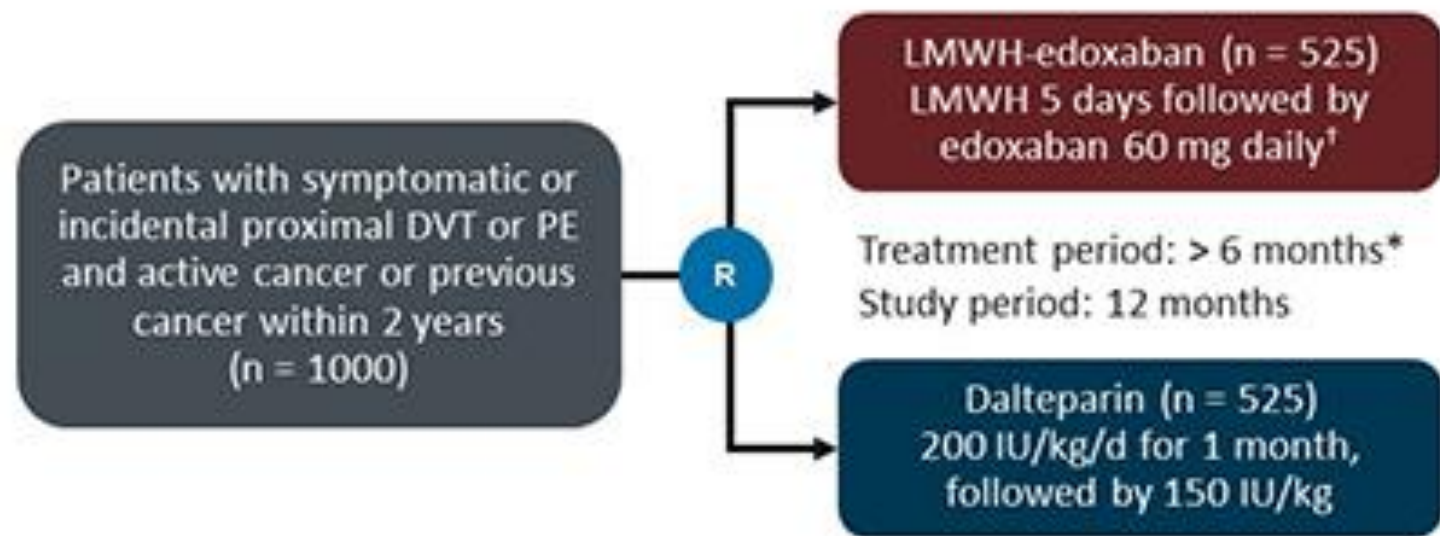 Patients with symptomatic or
incidental proximal DVT or PE
and active cancer or previous
cancer within 2 years
(n = 1000)
R
LMWH-edoxaban (n = 525)
LMWH 5 days followed by
edoxaban 60 mg daily†
Treatment period: > 6 months*
Study period: 12 months
Dalteparin (n = 525)
200 IU/kg/d for 1 month,
followed by 150 IU/kg